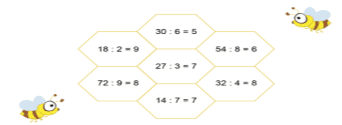 30 : 6 = 5
18 : 2 = 9
54 : 8 = 6
27 : 3 = 7
72 : 9 = 8
32 : 4 = 8
14 : 7 = 7